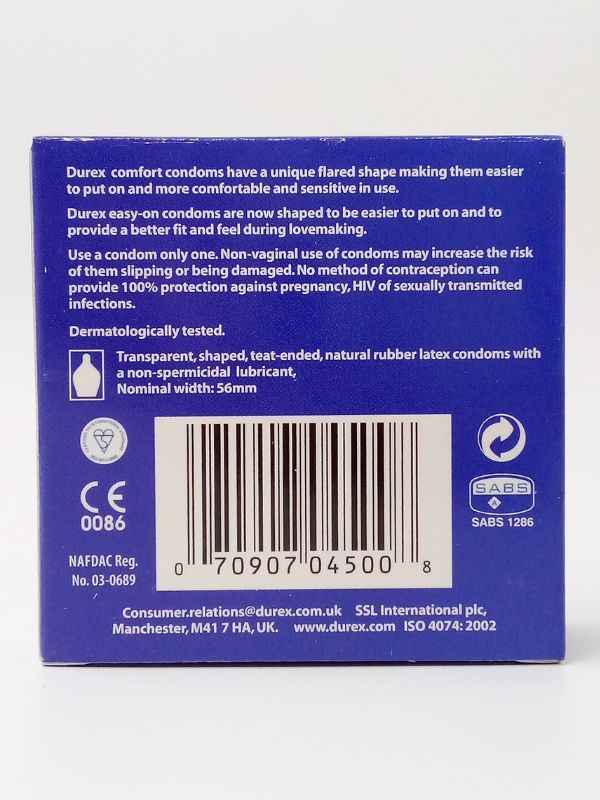 Durex comfort condoms have a unique flared shape making them easier
to put on and more comfortable and sensitive in use.
Durex easy-on condoms are now shaped to be easier to put on and to
provide a better fit and feel during lovemaking.
Use a condom only one. Non-vaginal use of condoms may increase the risk
of them slipping or being damaged. No method of contraception can
provide 100% protection against pregnancy, HIV of sexually transmitted
infections.
Dermatologically tested.
Transparent, shaped, teat-ended, natural rubber latex condoms with
a non-spermicidal lubricant,
Nominal width: 56mm
CE
0086
NAFDAC Reg.
No. 03-0689
0 70907 04500 8
SABS
A
SABS 1286
Consumer.relations@durex.com.uk SSL International plc,
Manchester, M41 7 HA, UK. www.durex.com ISO 4074: 2002